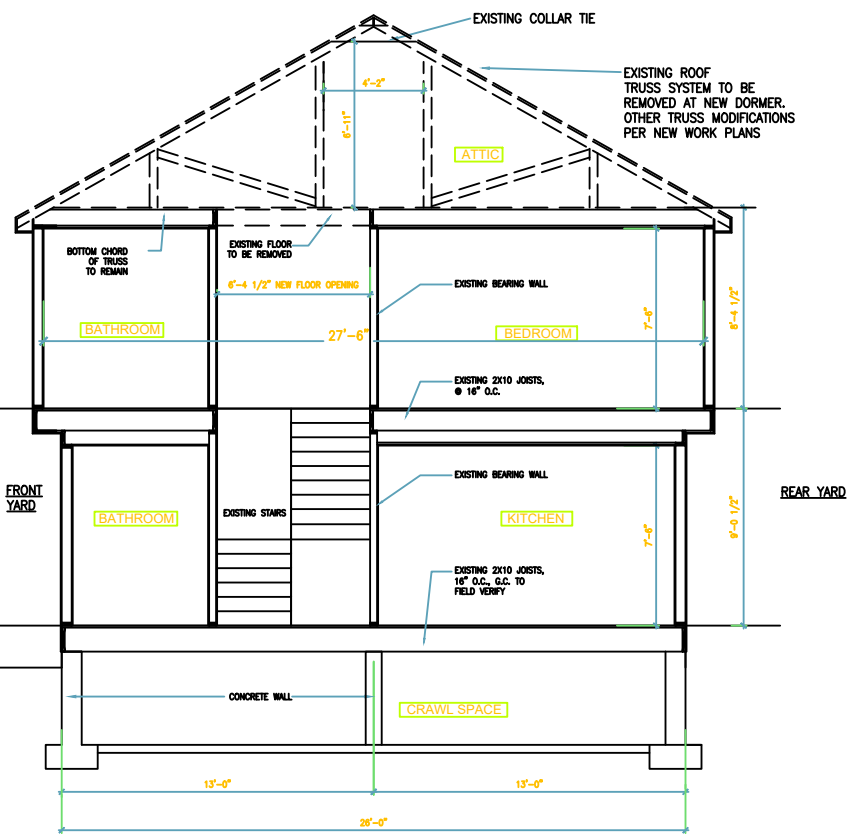 EXISTING COLLAR TIE
EXISTING ROOF
TRUSS SYSTEM TO BE
REMOVED AT NEW DORMER.
OTHER TRUSS MODIFICATIONS
PER NEW WORK PLANS
4'-2"
6'-11"
ATTIC
BOTTOM CHORD
OF TRUSS
TO REMAIN
EXISTING FLOOR
TO BE REMOVED
6'-4 1/2" NEW FLOOR OPENING
EXISTING BEARING WALL
BATHROOM
27'-6"
BEDROOM
7'-6"
8'-4 1/2"
EXISTING 2X10 JOISTS,
@ 16" O.C.
FRONT
YARD
BATHROOM
EXISTING STAIRS
EXISTING BEARING WALL
KITCHEN
7'-6"
9'-0 1/2"
REAR YARD
EXISTING 2X10 JOISTS,
16" O.C., G.C. TO
FIELD VERIFY
CONCRETE WALL
CRAWL SPACE
13'-0"
13'-0"
26'-0"